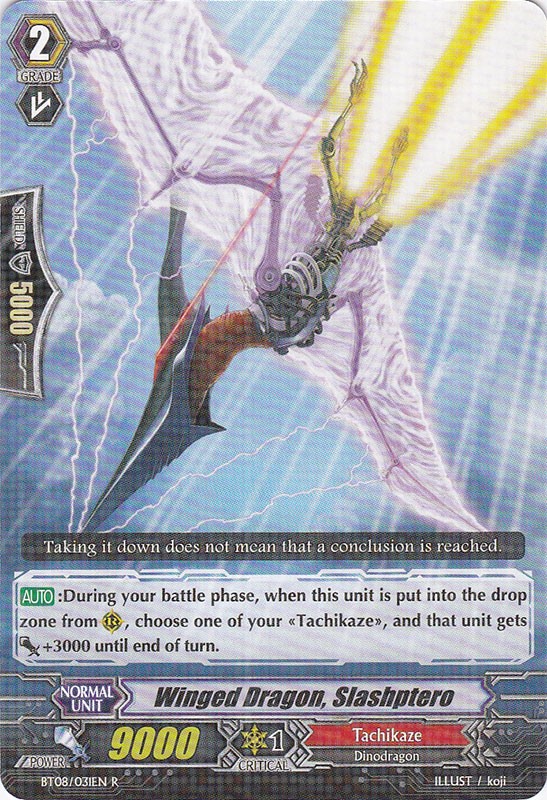 2
GRADE
SHIELD
5000
Taking it down does not mean that a conclusion is reached.
AUTO:During your battle phase, when this unit is put into the drop
zone from R, choose one of your «Tachikaze», and that unit gets
+3000 until end of turn.
NORMAL
UNIT
Winged Dragon, Slashptero
POWER
9000
1
CRITICAL
Tachikaze
Dinodragon
BT08/031EN R
ILLUST / koji